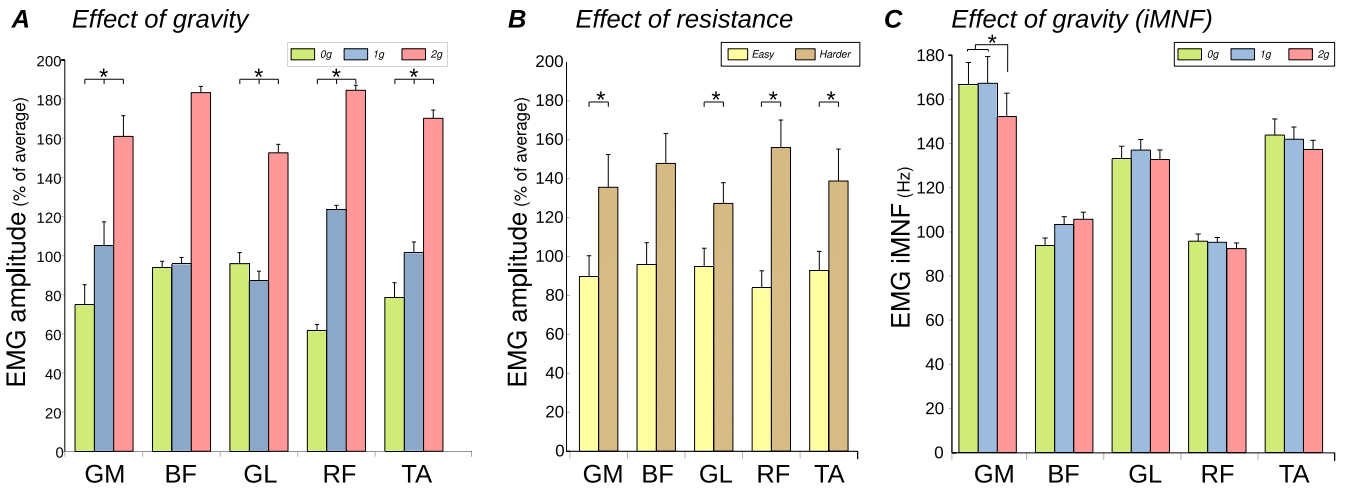 A Effect of gravity
0g 1g 2g
EMG amplitude (% of average)
200
180
160
140
120
100
80
60
40
20
0
* * * *
GM BF GL RF TA
B Effect of resistance
Easy Harder
EMG amplitude (% of average)
200
180
160
140
120
100
80
60
40
20
0
* * * *
GM BF GL RF TA
C Effect of gravity (iMNF)
0g 1g 2g
EMG iMNF (Hz)
180
160
140
120
100
80
60
40
20
0
*
GM BF GL RF TA